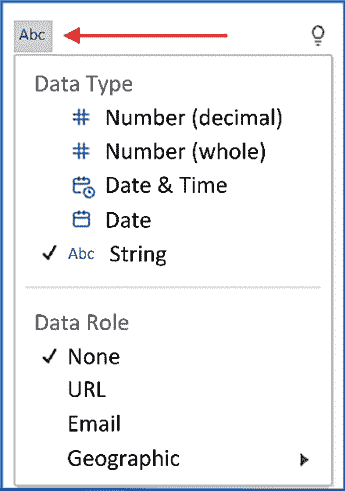 Abc
Data Type
# Number (decimal)
# Number (whole)
Date & Time
Date
✓ Abc String
Data Role
✓ None
URL
Email
Geographic